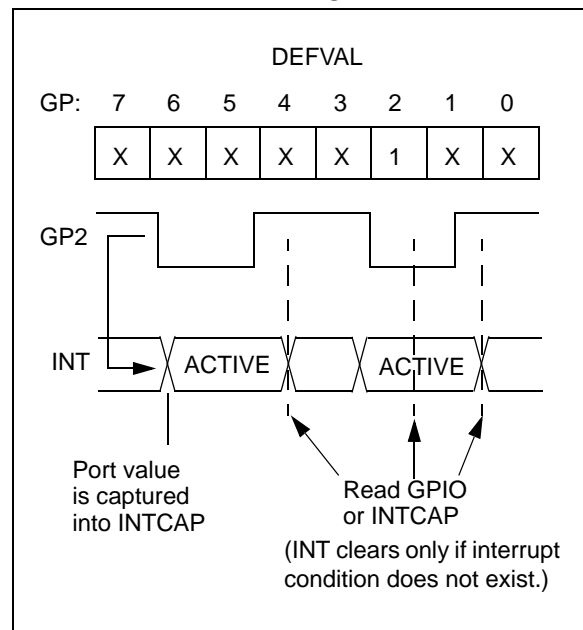 DEFVAL
GP: 7 6 5 4 3 2 1 0
X X X X X 1 X X
GP2
INT ACTIVE ACTIVE
Port value
is captured
into INTCAP
Read GPIO
or INTCAP
(INT clears only if interrupt
condition does not exist.)